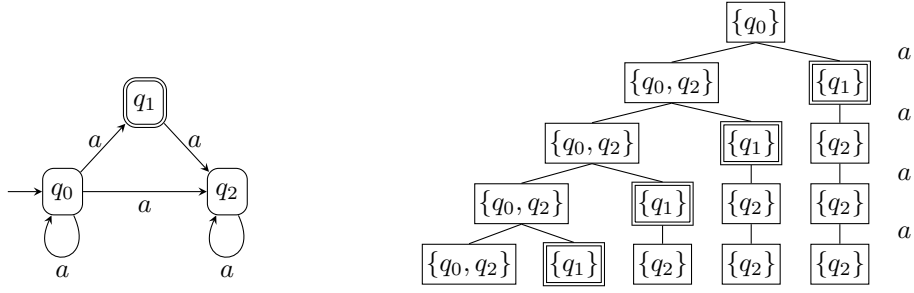 q₁
a a
q₀ a q₂
a a
{q₀}
a
{q₀, q₂} {q₁}
a
{q₀, q₂} {q₁} {q₂}
a
{q₀, q₂} {q₁} {q₂} {q₂}
a
{q₀, q₂} {q₁} {q₂} {q₂} {q₂}